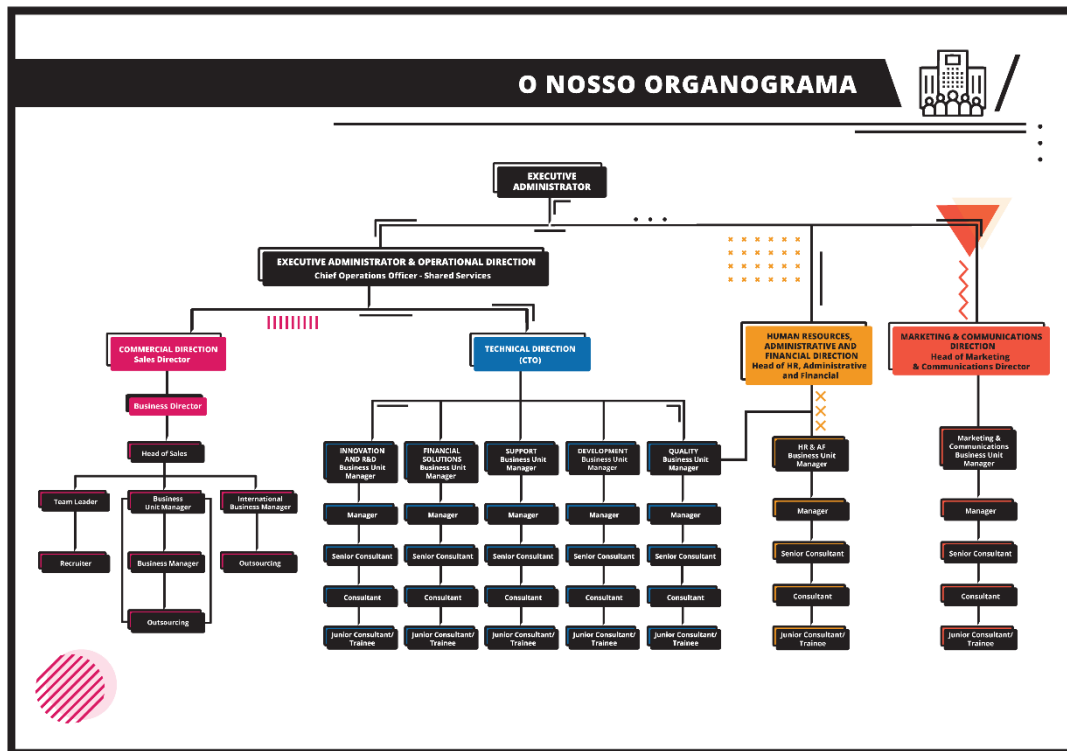 O NOSSO ORGANOGRAMA
EXECUTIVE
ADMINISTRATOR
EXECUTIVE ADMINISTRATOR & OPERATIONAL DIRECTION
Chief Operations Officer - Shared Services
COMMERCIAL DIRECTION
Sales Director
TECHNICAL DIRECTION
(CTO)
HUMAN RESOURCES,
ADMINISTRATIVE AND
FINANCIAL DIRECTION
Head of HR, Administrative
and Financial
MARKETING & COMMUNICATIONS
DIRECTION
Head of Marketing
& Communications Director
Business Director
Head of Sales
Team Leader
Business
Unit Manager
International
Business Manager
Recruiter
Business Manager
Outsourcing
Outsourcing
INNOVATION
AND R&D
Business Unit
Manager
FINANCIAL
SOLUTIONS
Business Unit
Manager
SUPPORT
Business Unit
Manager
DEVELOPMENT
Business Unit
Manager
QUALITY
Business Unit
Manager
HR & AF
Business Unit
Manager
Marketing &
Communications
Business Unit
Manager
Manager
Manager
Manager
Manager
Manager
Manager
Manager
Senior Consultant
Senior Consultant
Senior Consultant
Senior Consultant
Senior Consultant
Senior Consultant
Senior Consultant
Consultant
Consultant
Consultant
Consultant
Consultant
Consultant
Consultant
Junior Consultant/
Trainee
Junior Consultant/
Trainee
Junior Consultant/
Trainee
Junior Consultant/
Trainee
Junior Consultant/
Trainee
Junior Consultant/
Trainee
Junior Consultant/
Trainee